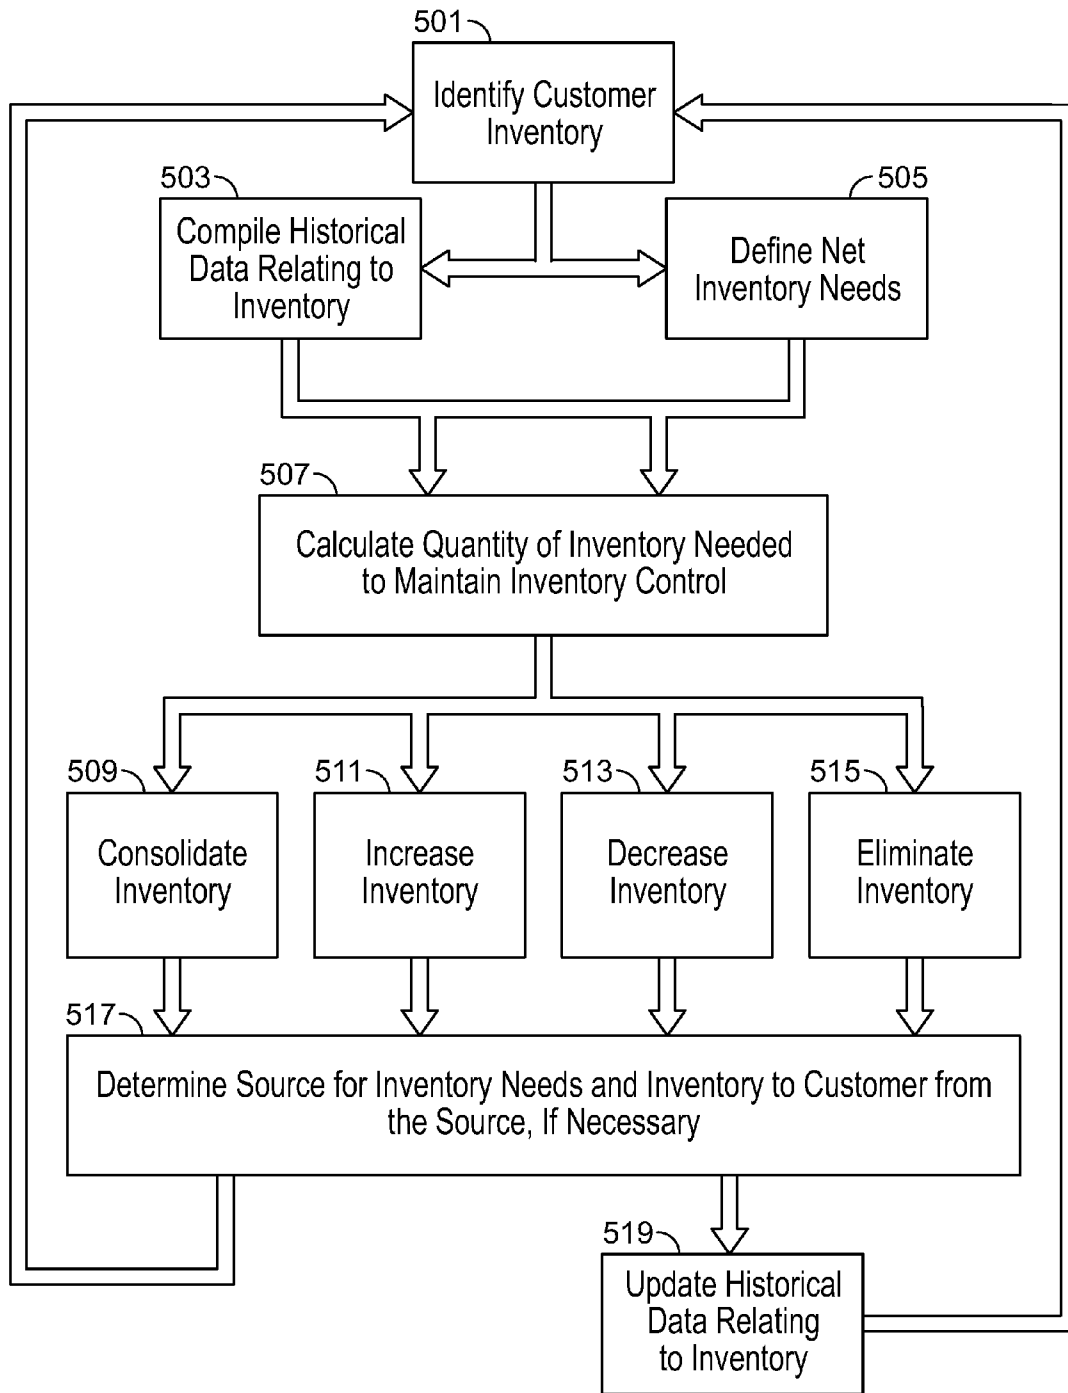 501
Identify Customer
Inventory
503
Compile Historical
Data Relating to
Inventory
505
Define Net
Inventory Needs
507
Calculate Quantity of Inventory Needed
to Maintain Inventory Control
509
Consolidate
Inventory
511
Increase
Inventory
513
Decrease
Inventory
515
Eliminate
Inventory
517
Determine Source for Inventory Needs and Inventory to Customer from
the Source, If Necessary
519
Update Historical
Data Relating
to Inventory